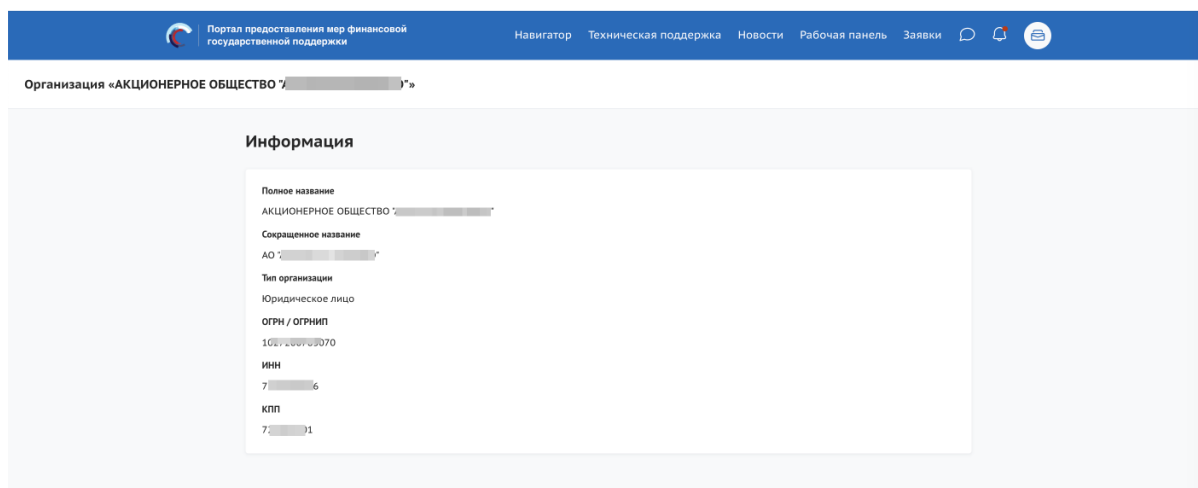 Портал предоставления мер финансовой
государственной поддержки
Навигатор Техническая поддержка Новости Рабочая панель Заявки
Организация «АКЦИОНЕРНОЕ ОБЩЕСТВО " "»
Информация
Полное название
АКЦИОНЕРНОЕ ОБЩЕСТВО " "
Сокращенное название
АО " "
Тип организации
Юридическое лицо
ОГРН / ОГРНИП
ИНН
КПП